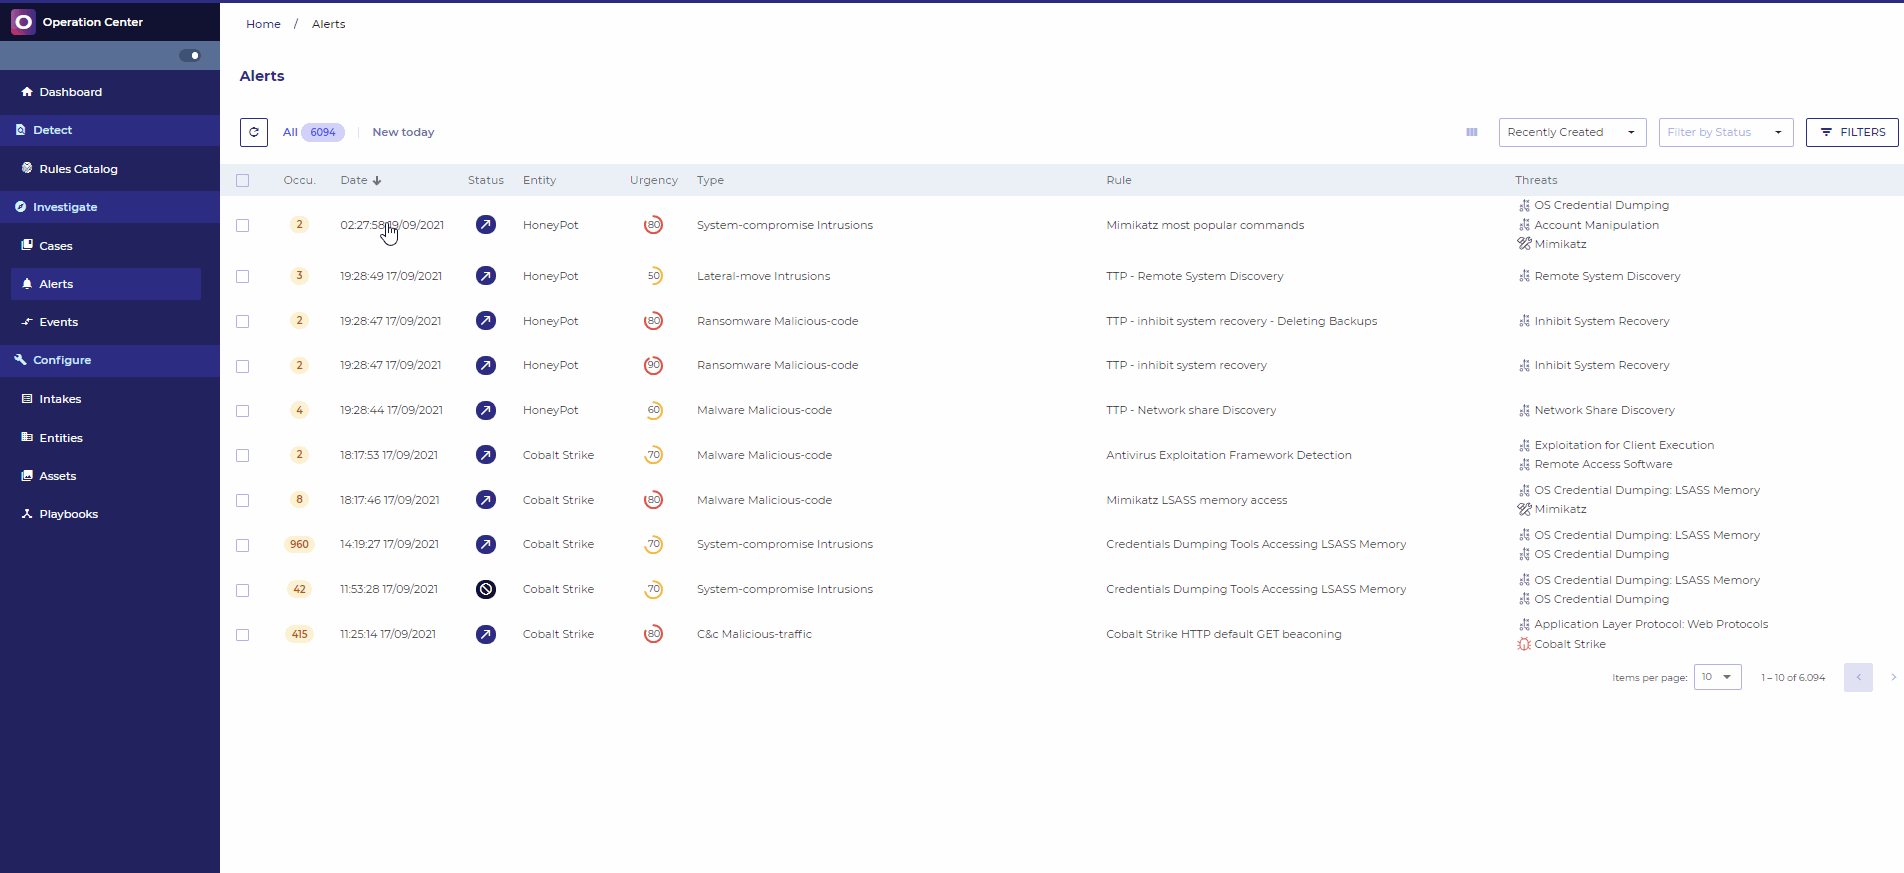 Operation Center
Home / Alerts
Alerts
Dashboard
Detect
Rules Catalog
Investigate
Cases
Alerts
Events
Configure
Intakes
Entities
Assets
Playbooks
All 6094 New today
Recently Created Filter by Status FILTERS
Occu. Date Status Entity Urgency Type Rule Threats
2 02:27:58 19/09/2021 HoneyPot 80 System-compromise Intrusions Mimikatz most popular commands OS Credential Dumping
Account Manipulation
Mimikatz
3 19:28:49 17/09/2021 HoneyPot 50 Lateral-move Intrusions TTP - Remote System Discovery Remote System Discovery
2 19:28:47 17/09/2021 HoneyPot 80 Ransomware Malicious-code TTP - inhibit system recovery - Deleting Backups Inhibit System Recovery
2 19:28:47 17/09/2021 HoneyPot 90 Ransomware Malicious-code TTP - inhibit system recovery Inhibit System Recovery
4 19:28:44 17/09/2021 HoneyPot 60 Malware Malicious-code TTP - Network share Discovery Network Share Discovery
2 18:17:53 17/09/2021 Cobalt Strike 70 Malware Malicious-code Antivirus Exploitation Framework Detection Exploitation for Client Execution
Remote Access Software
8 18:17:46 17/09/2021 Cobalt Strike 80 Malware Malicious-code Mimikatz LSASS memory access OS Credential Dumping: LSASS Memory
Mimikatz
960 14:19:27 17/09/2021 Cobalt Strike 70 System-compromise Intrusions Credentials Dumping Tools Accessing LSASS Memory OS Credential Dumping: LSASS Memory
OS Credential Dumping
42 11:53:28 17/09/2021 Cobalt Strike 70 System-compromise Intrusions Credentials Dumping Tools Accessing LSASS Memory OS Credential Dumping: LSASS Memory
OS Credential Dumping
415 11:25:14 17/09/2021 Cobalt Strike 80 C&c Malicious-traffic Cobalt Strike HTTP default GET beaconing Application Layer Protocol: Web Protocols
Cobalt Strike
Items per page: 10 1 – 10 of 6.094